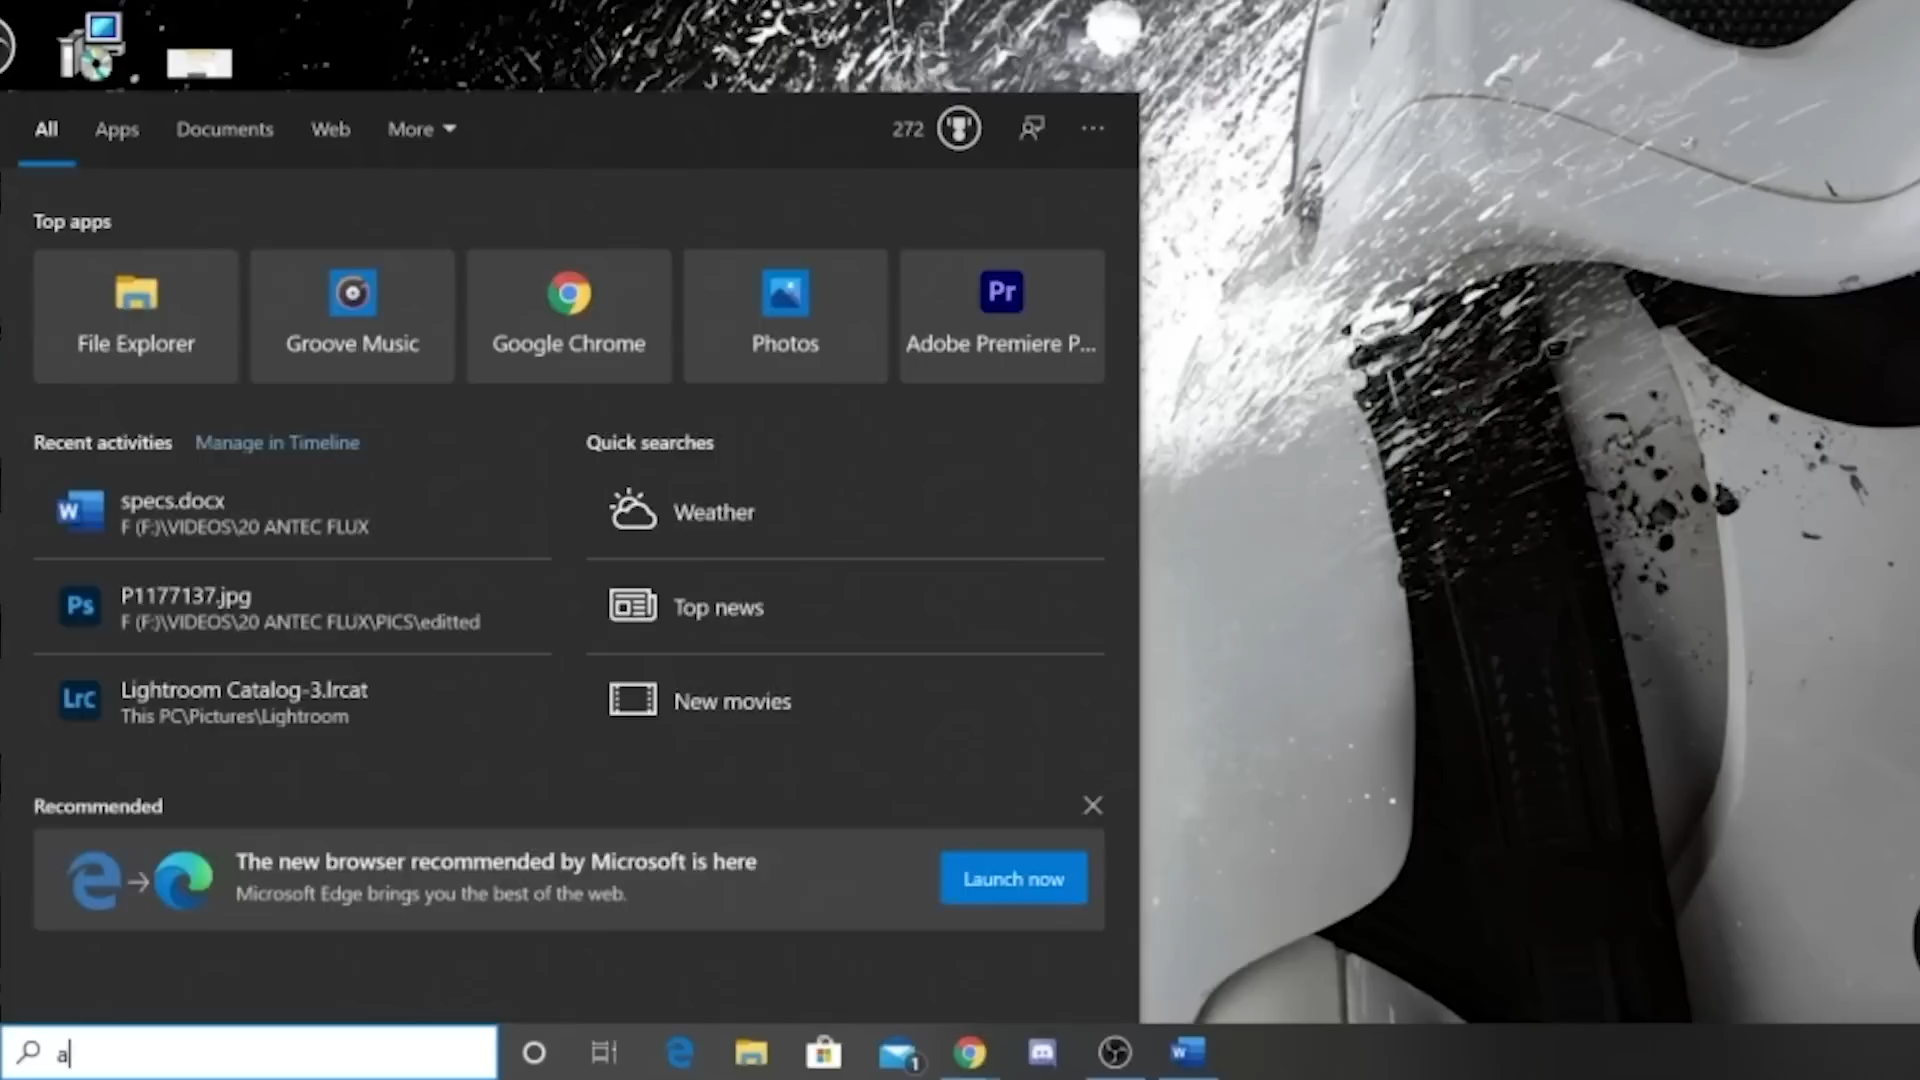 All Apps Documents Web More 272
Top apps
File Explorer
Groove Music
Google Chrome
Photos
Pr
Adobe Premiere P...
Recent activities Manage in Timeline
W
specs.docx
F (F:)\VIDEOS\20 ANTEC FLUX
Ps
P1177137.jpg
F (F:)\VIDEOS\20 ANTEC FLUX\PICS\editted
Lrc
Lightroom Catalog-3.lrcat
This PC\Pictures\Lightroom
Quick searches
Weather
Top news
New movies
Recommended
The new browser recommended by Microsoft is here
Microsoft Edge brings you the best of the web.
Launch now
a
1
W